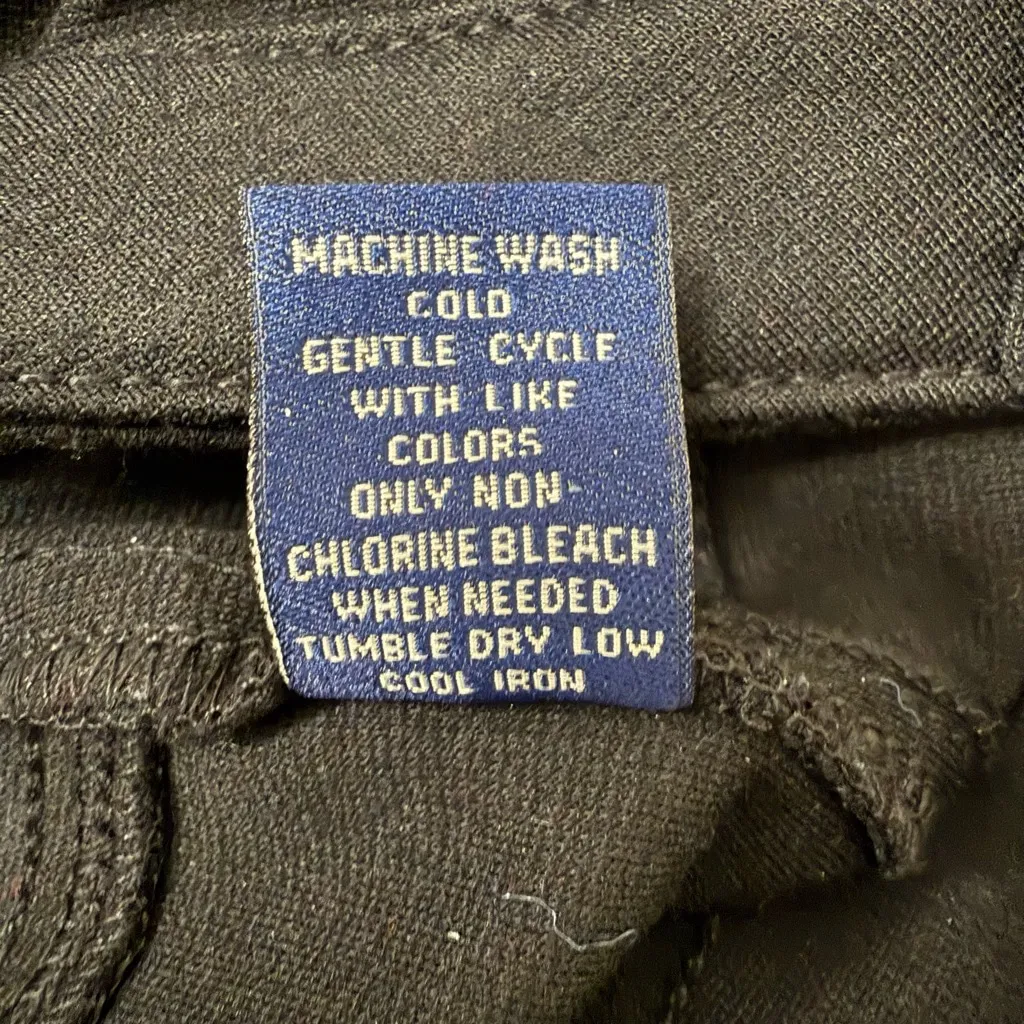 MACHINE WASH
COLD
GENTLE CYCLE
WITH LIKE
COLORS
ONLY NON-
CHLORINE BLEACH
WHEN NEEDED
TUMBLE DRY LOW
COOL IRON